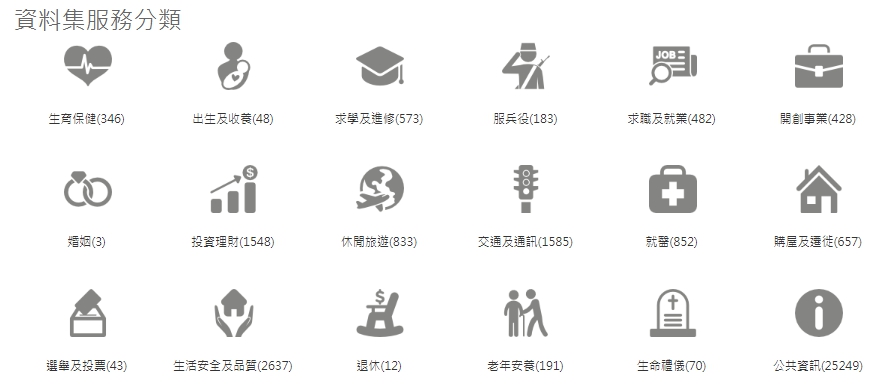 資料集服務分類
生育保健(346)
出生及收養(48)
求學及進修(573)
服兵役(183)
JOB
求職及就業(482)
開創事業(428)
婚姻(3)
$
投資理財(1548)
休閒旅遊(833)
交通及通訊(1585)
就醫(852)
購屋及遷徙(657)
選舉及投票(43)
生活安全及品質(2637)
$
退休(12)
老年安養(191)
生命禮儀(70)
公共資訊(25249)